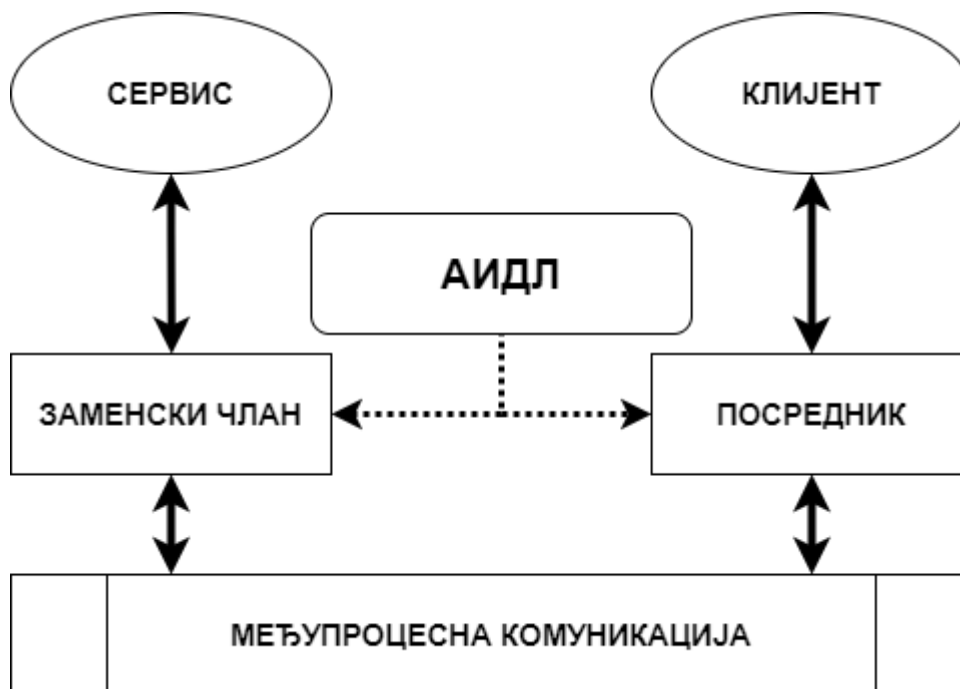 СЕРВИС
КЛИЈЕНТ
АИДЛ
ЗАМЕНСКИ ЧЛАН
ПОСРЕДНИК
МЕЂУПРОЦЕСНА КОМУНИКАЦИЈА